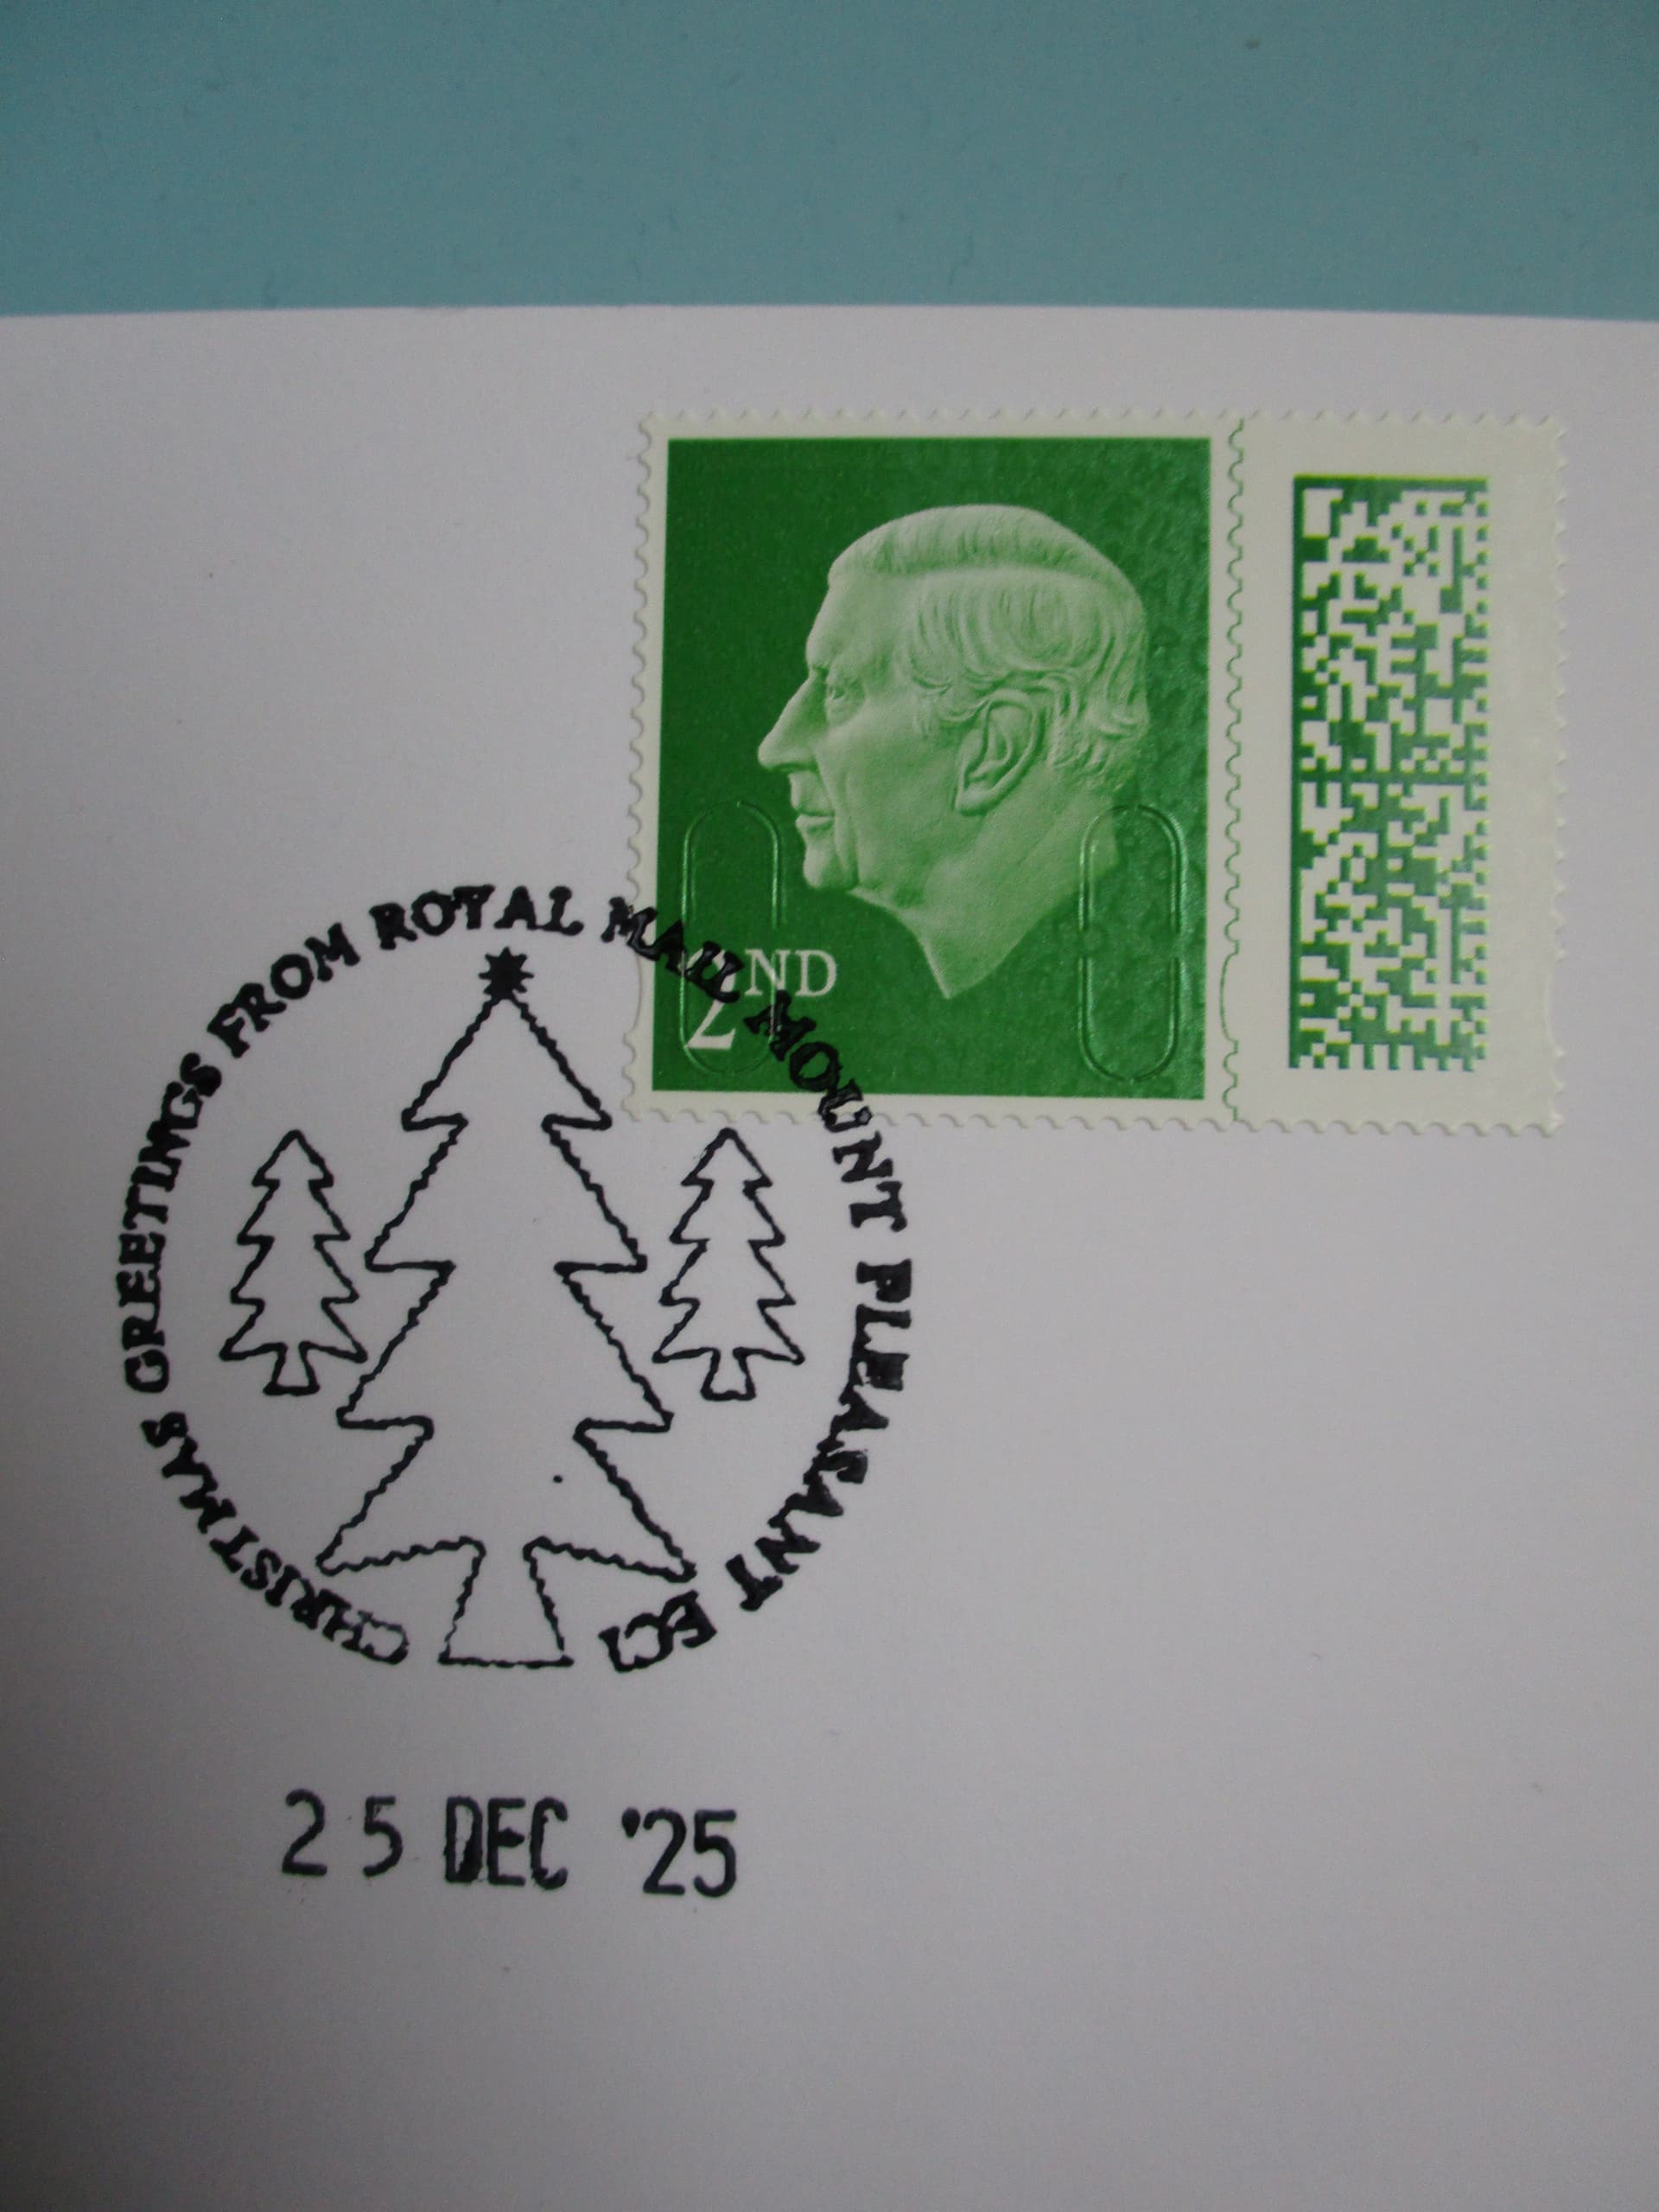 2ND
CHRISTMAS GREETINGS FROM ROYAL MAIL MOUNT PLEASANT EC1
25 DEC '25